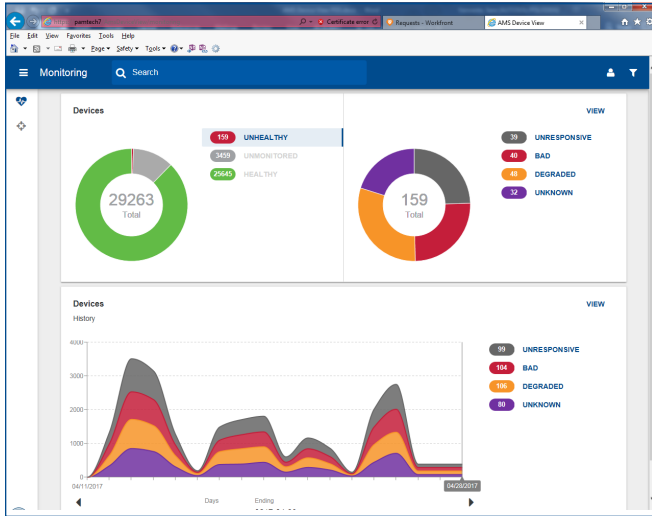 pamtech7
Certificate error
Requests - Workfront
AMS Device View
File Edit View Favorites Tools Help
Page Safety Tools
Monitoring
Search
Devices
VIEW
159 UNHEALTHY
3459 UNMONITORED
25645 HEALTHY
29263
Total
39 UNRESPONSIVE
40 BAD
48 DEGRADED
32 UNKNOWN
159
Total
Devices
VIEW
History
4000
3000
2000
1000
0
04/11/2017
04/28/2017
99 UNRESPONSIVE
104 BAD
106 DEGRADED
80 UNKNOWN
Days Ending